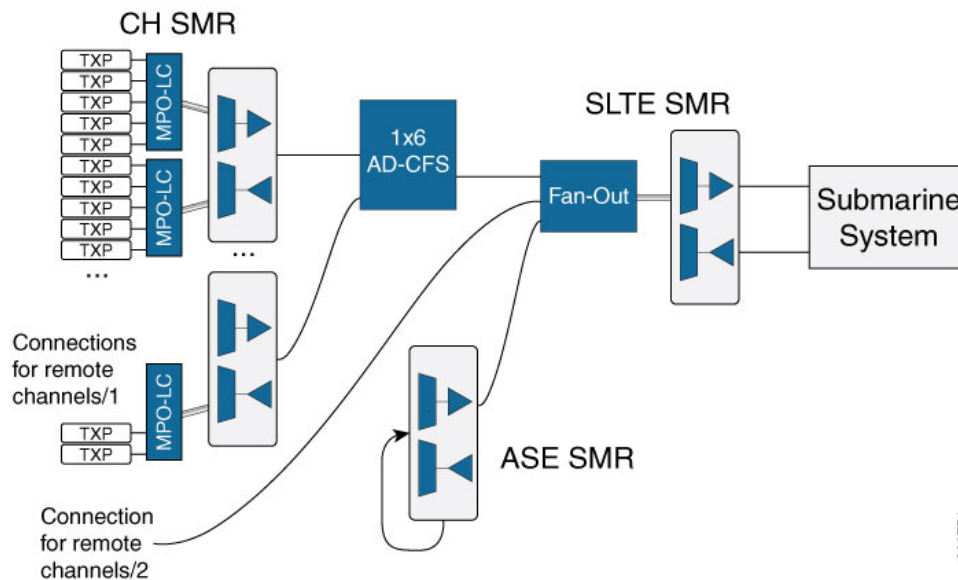 CH SMR
TXP
TXP
TXP
TXP
TXP
TXP
TXP
TXP
TXP
TXP
...
MPO-LC
MPO-LC
...
1x6
AD-CFS
SLTE SMR
Fan-Out
Submarine
System
Connections
for remote
channels/1
MPO-LC
TXP
TXP
ASE SMR
Connection
for remote
channels/2